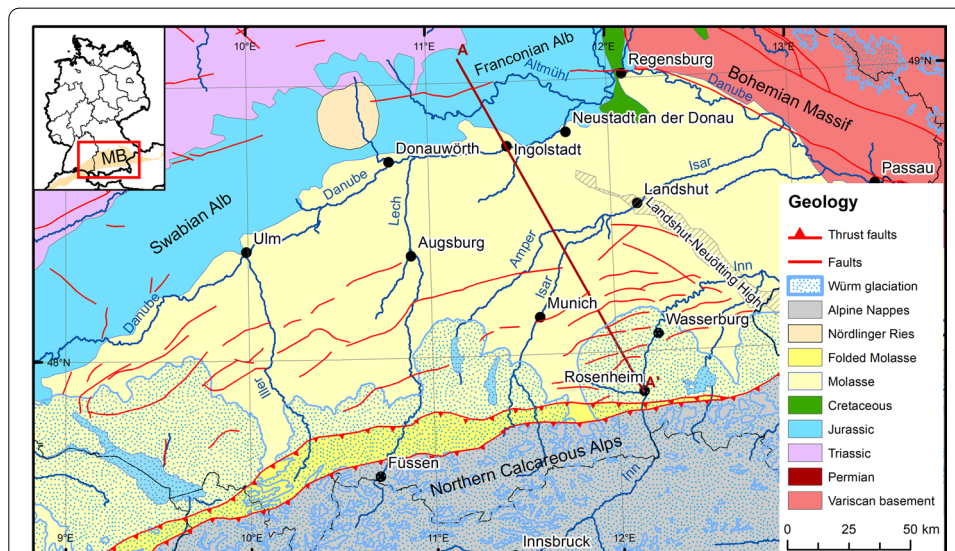 MB
10°E
11°E
12°E
13°E
49°N
A
Franconian Alb
Altmühl
Regensburg
Danube
Bohemian Massif
Neustadt an der Donau
Donauwörth
Ingolstadt
Isar
Passau
Danube
Lech
Landshut
Swabian Alb
Landshut-Neuötting High
Ulm
Augsburg
Amper
Isar
Inn
Danube
Munich
Wasserburg
48°N
Iller
Rosenheim
A'
Füssen
Northern Calcareous Alps
Inn
9°E
10°E
11°E
Innsbruck
12°E
Geology
Thrust faults
Faults
Würm glaciation
Alpine Nappes
Nördlinger Ries
Folded Molasse
Molasse
Cretaceous
Jurassic
Triassic
Permian
Variscan basement
0 25 50 km